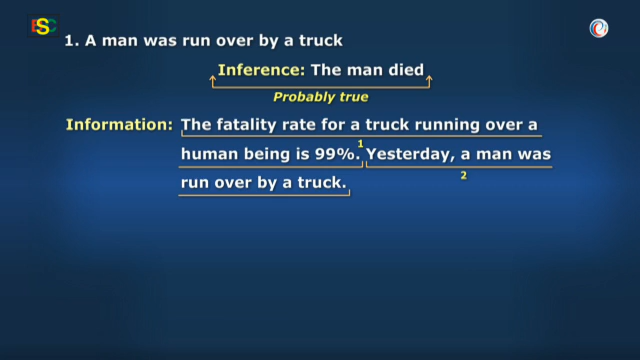 ESC
1. A man was run over by a truck
Inference: The man died
Probably true
Information: The fatality rate for a truck running over a
human being is 99%. Yesterday, a man was
1
2
run over by a truck.